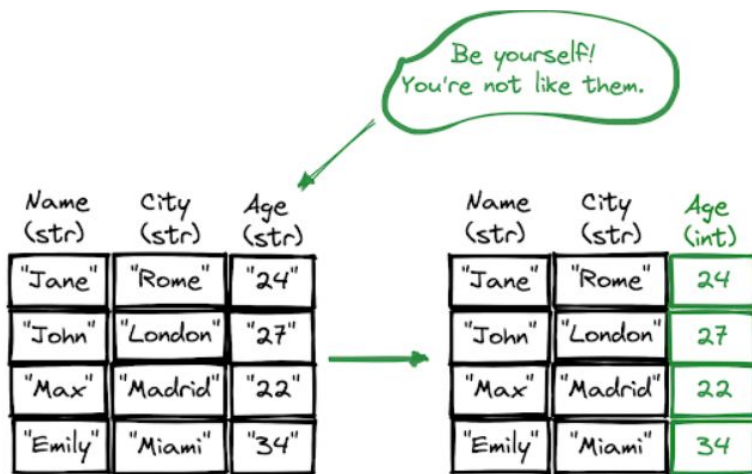 Be yourself!
You're not like them.
Name City Age
(str) (str) (str)
"Jane" "Rome" "24"
"John" "London" "27"
"Max" "Madrid" "22"
"Emily" "Miami" "34"
Name City Age
(str) (str) (int)
"Jane" "Rome" 24
"John" "London" 27
"Max" "Madrid" 22
"Emily" "Miami" 34